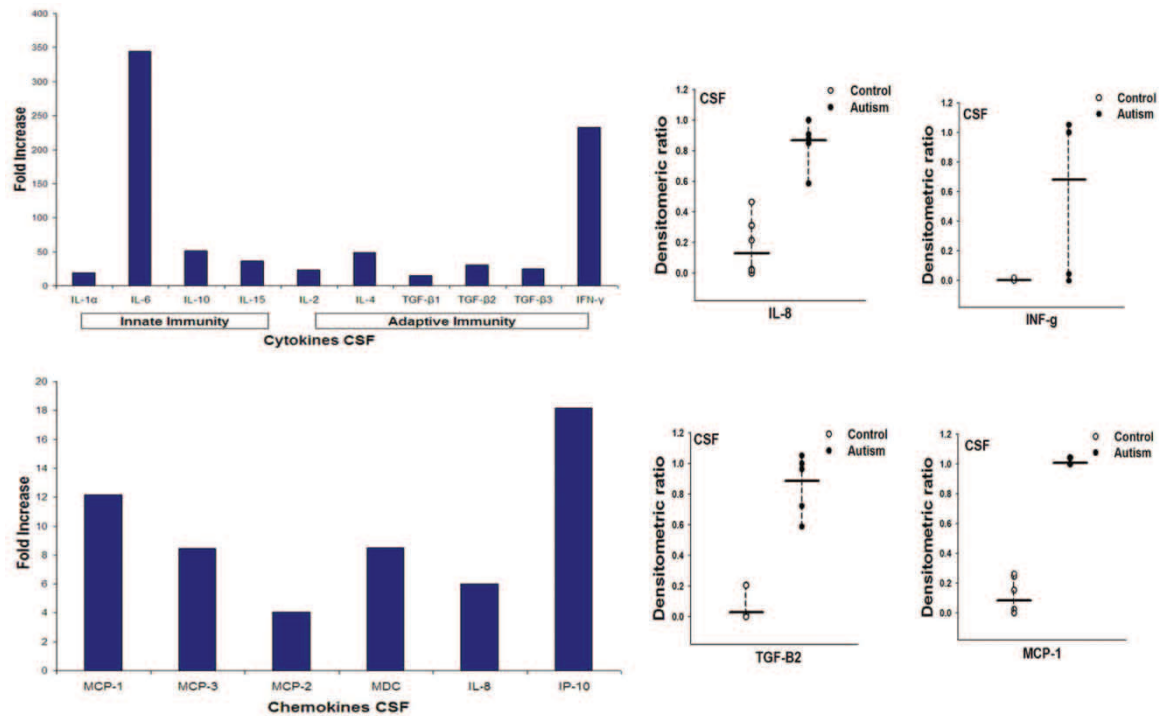 400
350
300
250
200
150
100
50
0
Fold Increase
IL-1α IL-6 IL-10 IL-15 IL-2 IL-4 TGF-β1 TGF-β2 TGF-β3 IFN-γ
Innate Immunity Adaptive Immunity
Cytokines CSF
CSF
Control
Autism
1.2
1.0
0.8
0.6
0.4
0.2
0.0
Densitomeric ratio
IL-8
CSF
Control
Autism
1.2
1.0
0.8
0.6
0.4
0.2
0.0
Densitometric ratio
INF-g
20
18
16
14
12
10
8
6
4
2
0
Fold Increase
MCP-1 MCP-3 MCP-2 MDC IL-8 IP-10
Chemokines CSF
CSF
Control
Autism
1.2
1.0
0.8
0.6
0.4
0.2
0.0
Densitometric ratio
TGF-B2
CSF
Control
Autism
1.2
1.0
0.8
0.6
0.4
0.2
0.0
Densitometric ratio
MCP-1